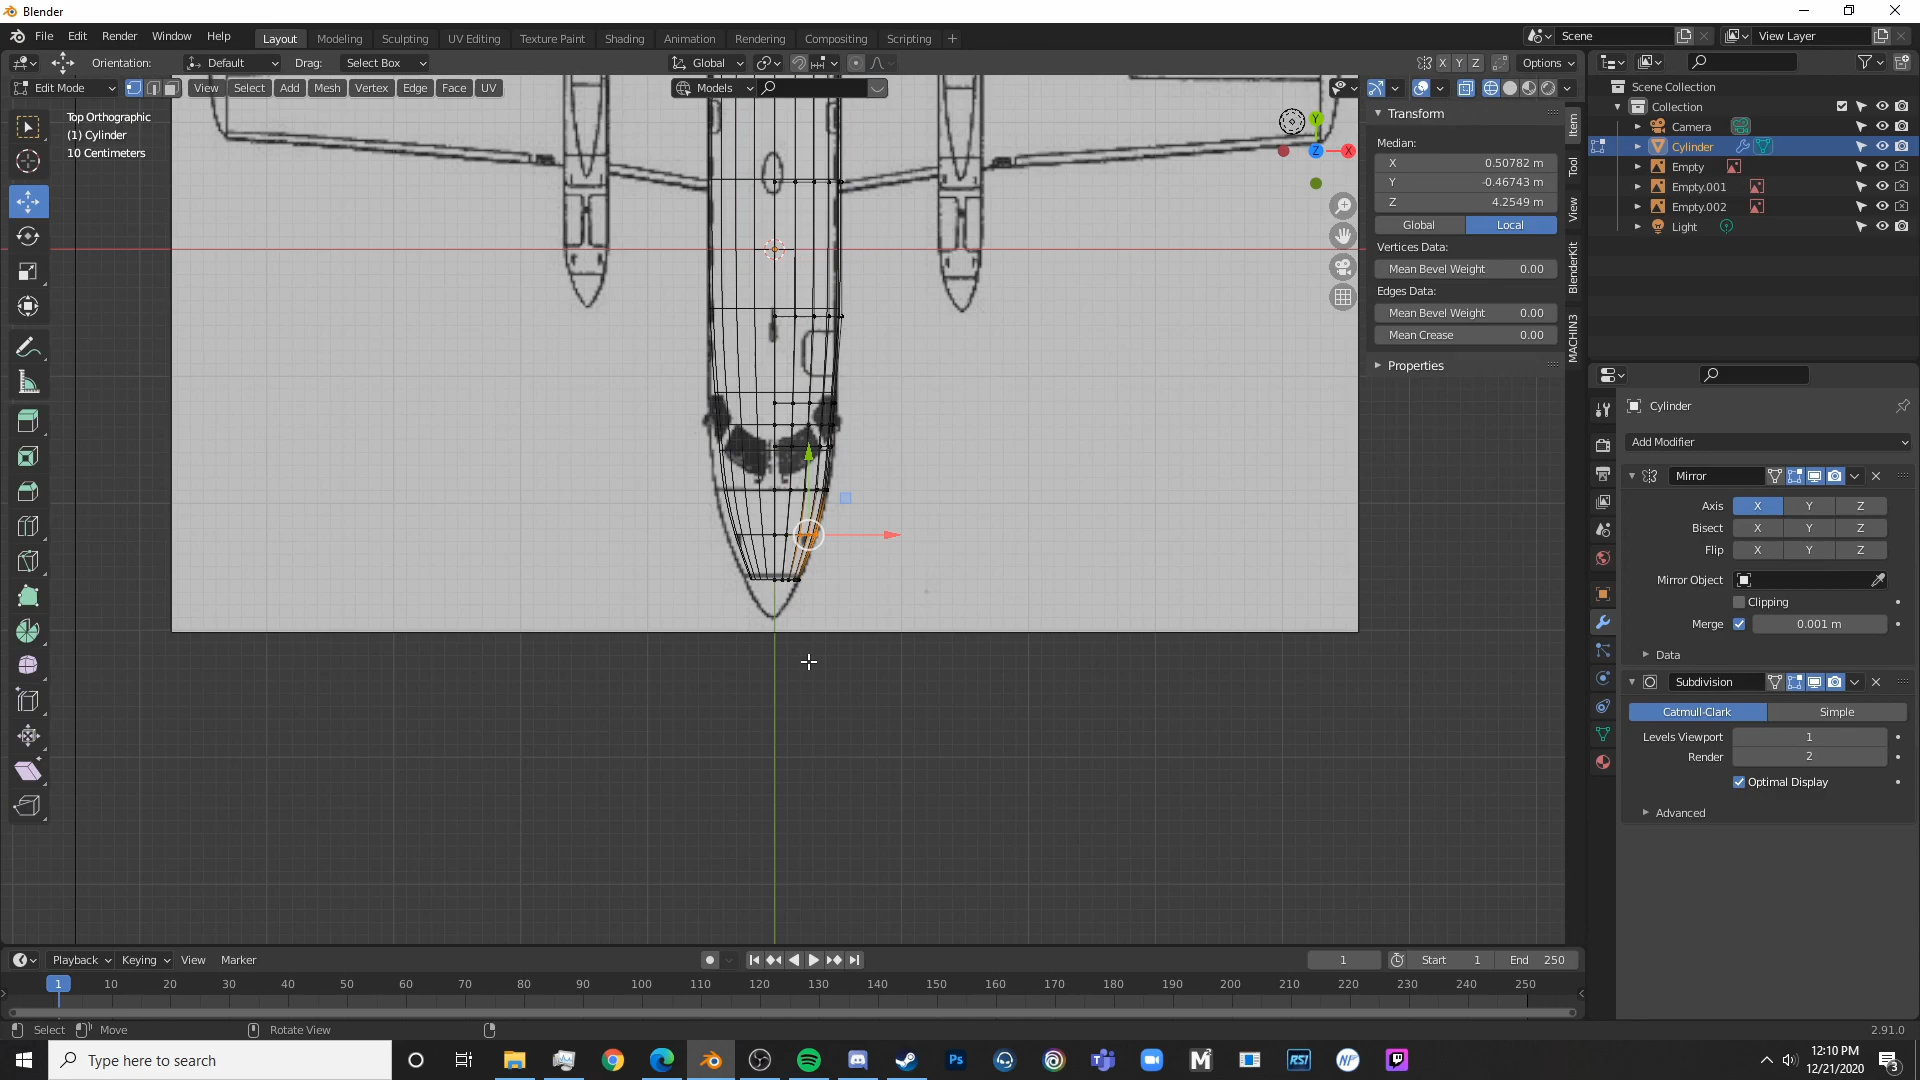 Blender
File Edit Render Window Help
Layout Modeling Sculpting UV Editing Texture Paint Shading Animation Rendering Compositing Scripting +
Scene View Layer
Orientation: Default Drag: Select Box Global X Y Z Options
Edit Mode View Select Add Mesh Vertex Edge Face UV Models
Top Orthographic
(1) Cylinder
10 Centimeters
Y
Z
X
Transform
Median:
X 0.50782 m
Y -0.46743 m
Z 4.2549 m
Global Local
Vertices Data:
Mean Bevel Weight 0.00
Edges Data:
Mean Bevel Weight 0.00
Mean Crease 0.00
Properties
Item
Tool
View
BlenderKit
MACHIN3
Scene Collection
Collection
Camera
Cylinder
Empty
Empty.001
Empty.002
Light
Cylinder
Add Modifier
Mirror
Axis X Y Z
Bisect X Y Z
Flip X Y Z
Mirror Object
Clipping
Merge 0.001 m
Data
Subdivision
Catmull-Clark Simple
Levels Viewport 1
Render 2
Optimal Display
Advanced
Playback Keying View Marker 1 Start 1 End 250
1 10 20 30 40 50 60 70 80 90 100 110 120 130 140 150 160 170 180 190 200 210 220 230 240 250
Select Move Rotate View 2.91.0
Type here to search
Ps
M
RSI
NP
12:10 PM
12/21/2020
3